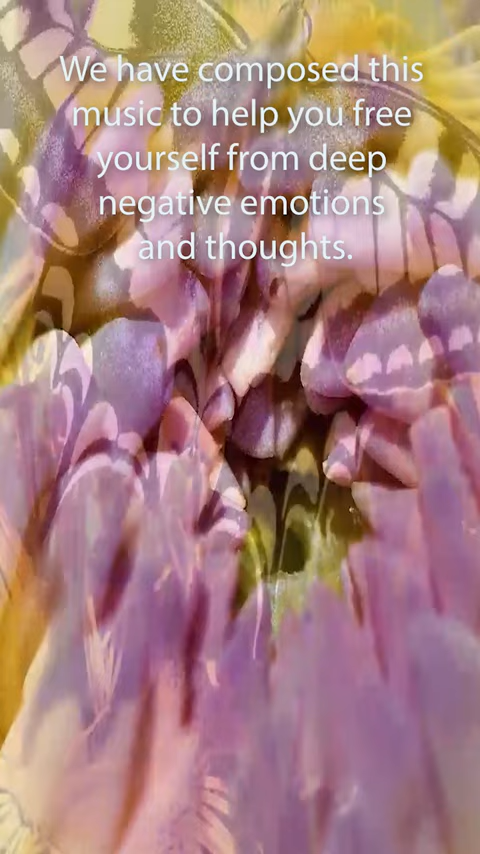 We have composed this
music to help you free
yourself from deep
negative emotions
and thoughts.